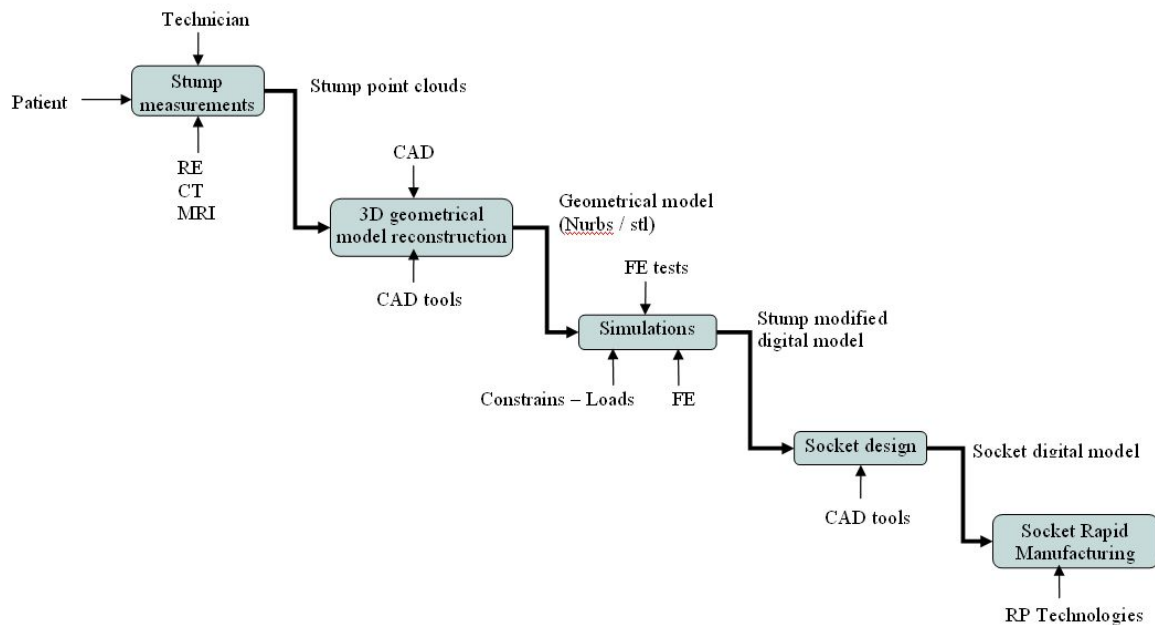 Technician
Stump
measurements
Stump point clouds
Patient
RE
CT
MRI
CAD
3D geometrical
model reconstruction
Geometrical model
(Nurbs / stl)
CAD tools
FE tests
Simulations
Stump modified
digital model
Constrains – Loads
FE
Socket design
Socket digital model
CAD tools
Socket Rapid
Manufacturing
RP Technologies